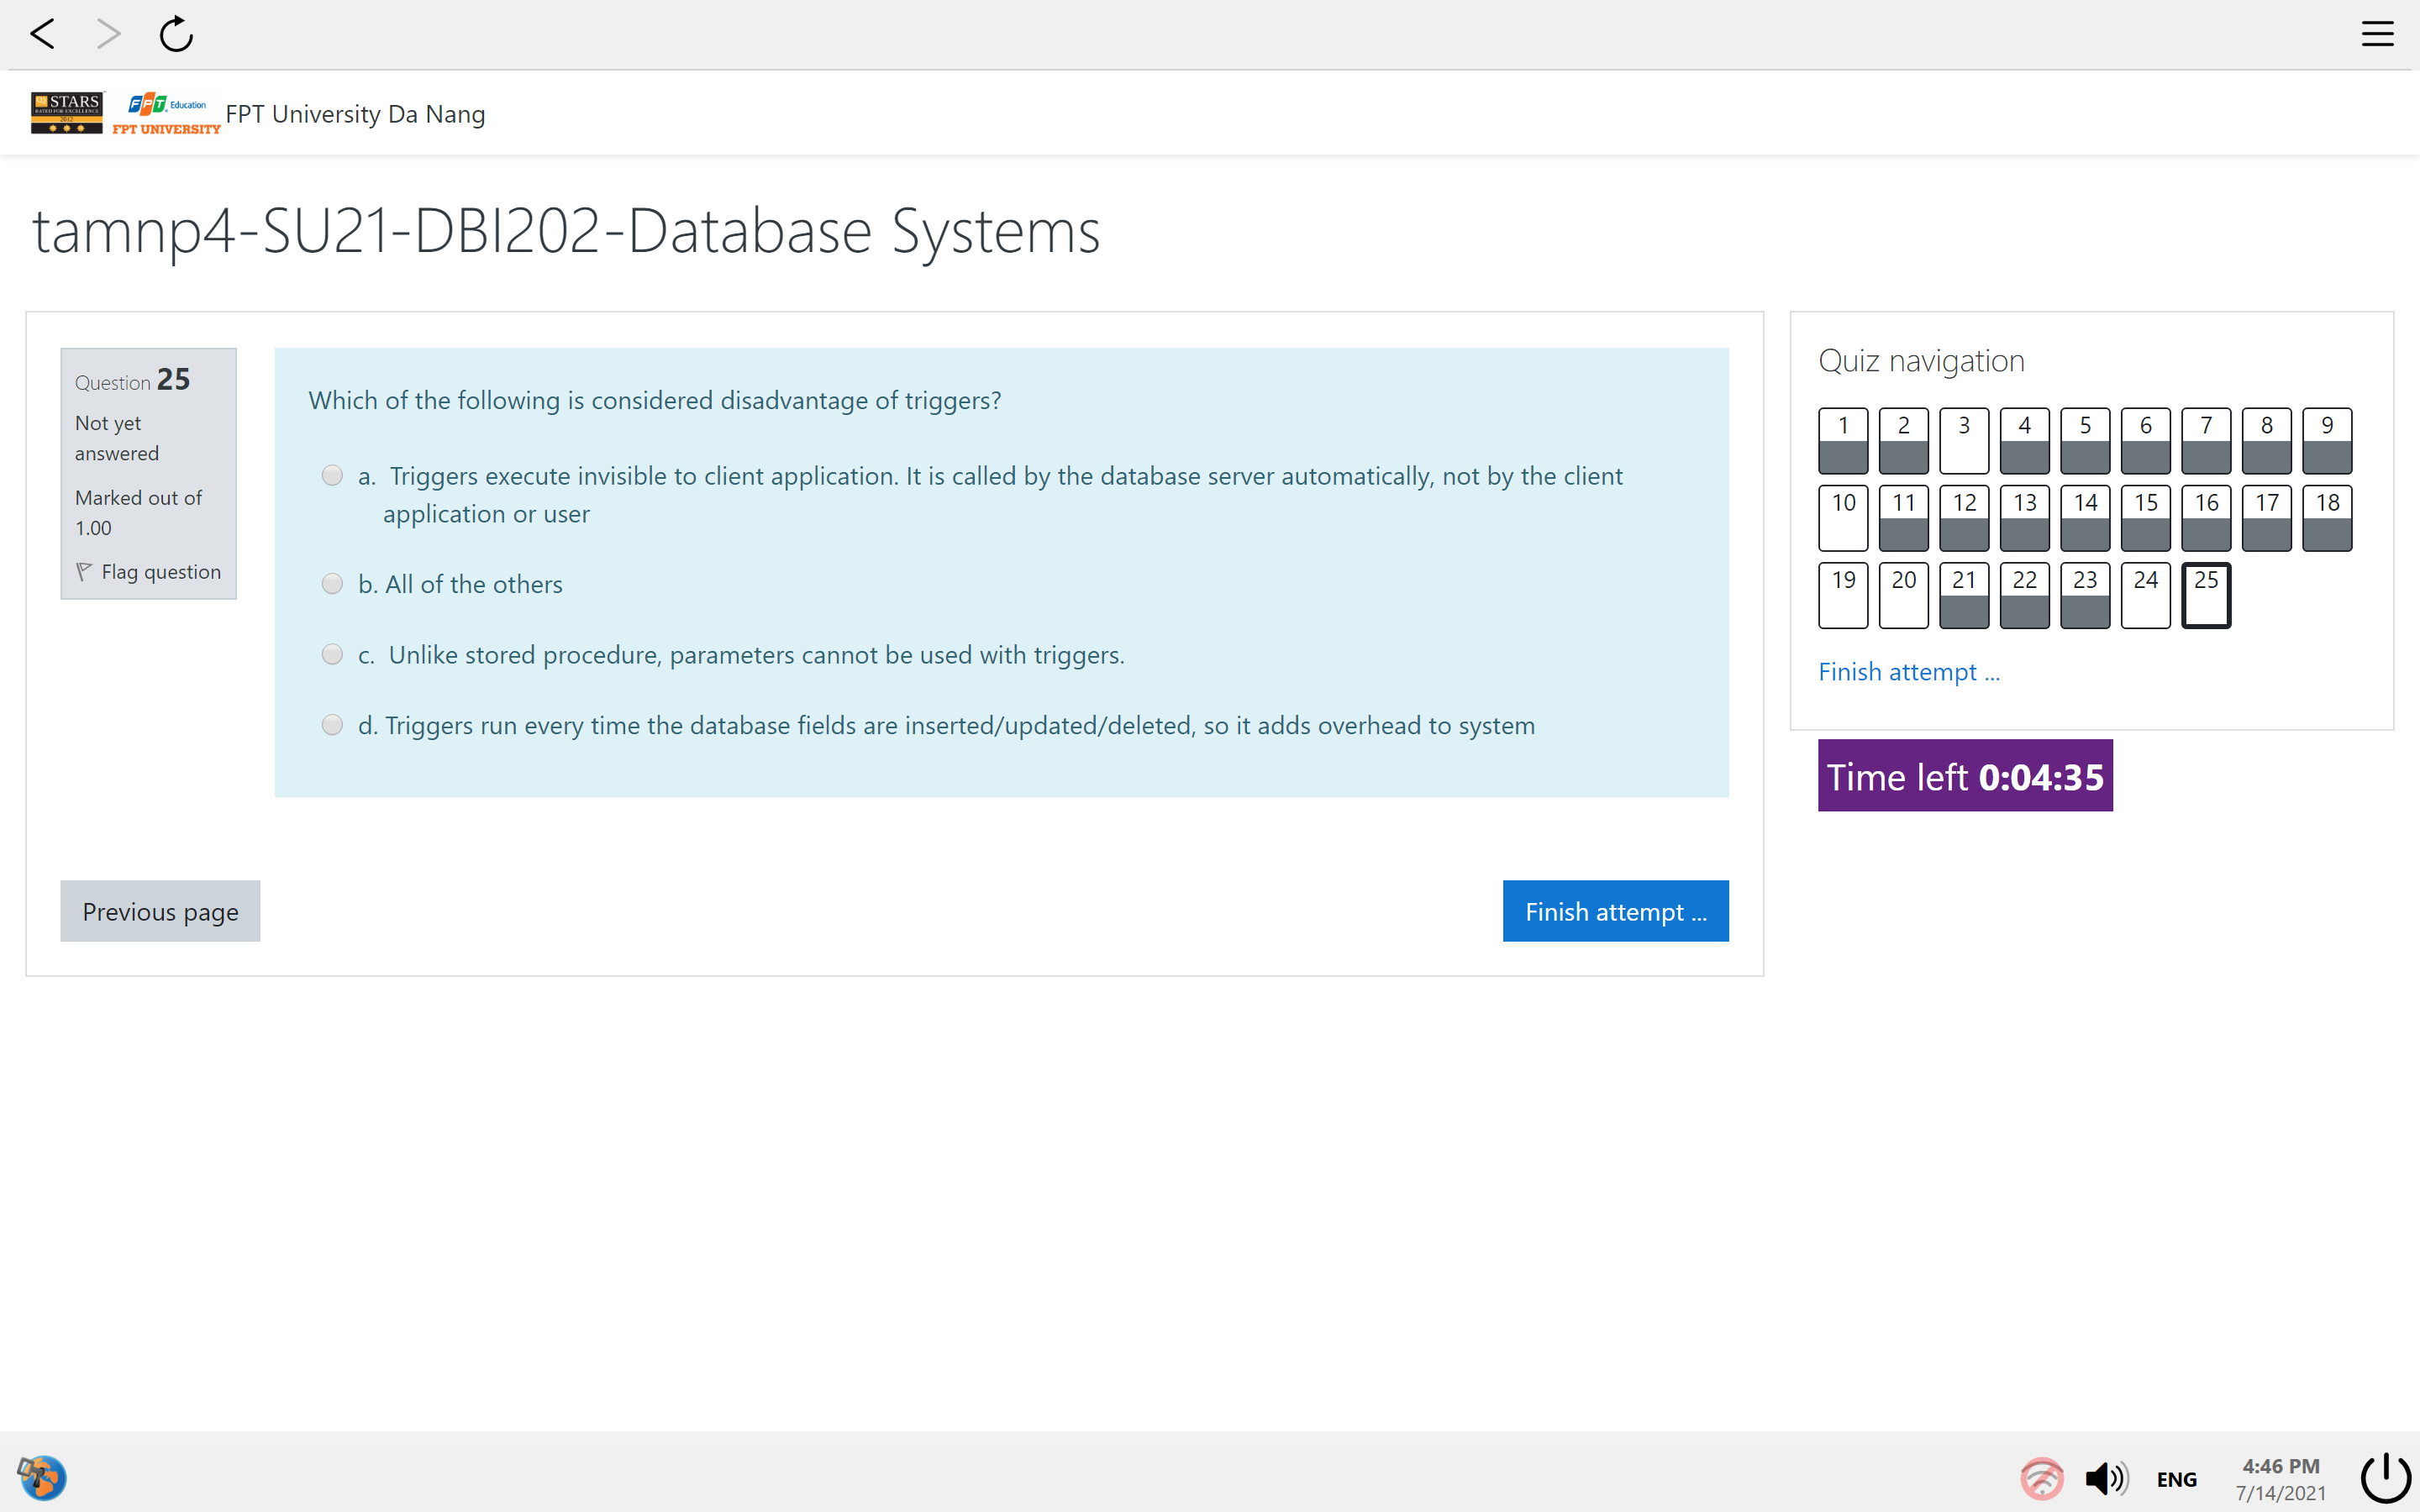 STARS
RATED FOR EXCELLENCE
2012
FPT Education
FPT UNIVERSITY
FPT University Da Nang
tamnp4-SU21-DBI202-Database Systems
Question 25
Not yet
answered
Marked out of
1.00
Flag question
Which of the following is considered disadvantage of triggers?
a. Triggers execute invisible to client application. It is called by the database server automatically, not by the client
application or user
b. All of the others
c. Unlike stored procedure, parameters cannot be used with triggers.
d. Triggers run every time the database fields are inserted/updated/deleted, so it adds overhead to system
Previous page
Finish attempt ...
Quiz navigation
1 2 3 4 5 6 7 8 9
10 11 12 13 14 15 16 17 18
19 20 21 22 23 24 25
Finish attempt ...
Time left 0:04:35
ENG
4:46 PM
7/14/2021